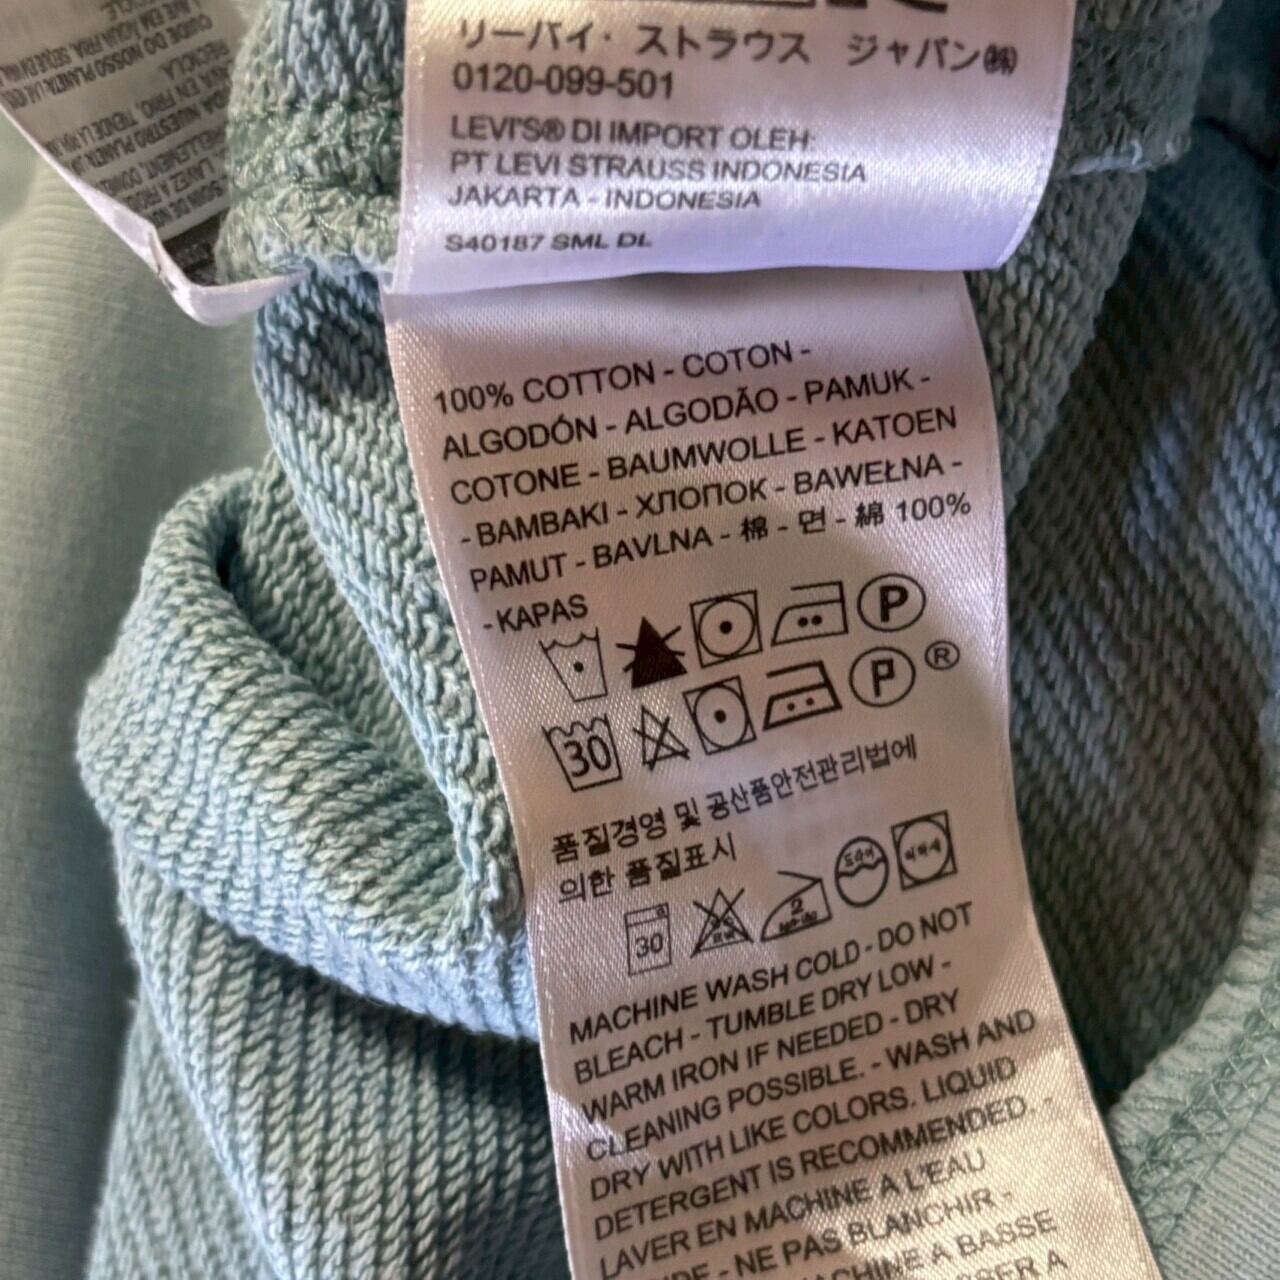 リーバイ・ストラウス ジャパン㈱
0120-099-501
LEVI'S® DI IMPORT OLEH:
PT LEVI STRAUSS INDONESIA
JAKARTA - INDONESIA
S40187 SML DL
100% COTTON - COTON -
ALGODÓN - ALGODÃO - PAMUK -
COTONE - BAUMWOLLE - KATOEN
- BAMBAKI - ХЛОПОК - BAWEŁNA -
PAMUT - BAVLNA - 棉 - 면 - 綿 100%
- KAPAS
P
30 P ®
품질경영 및 공산품안전관리법에
의한 품질표시
30 2 드라이
MACHINE WASH COLD - DO NOT
BLEACH - TUMBLE DRY LOW -
WARM IRON IF NEEDED - DRY
CLEANING POSSIBLE. - WASH AND
DRY WITH LIKE COLORS. LIQUID
DETERGENT IS RECOMMENDED. -
LAVER EN MACHINE A L'EAU
- NE PAS BLANCHIR -
A BASSE